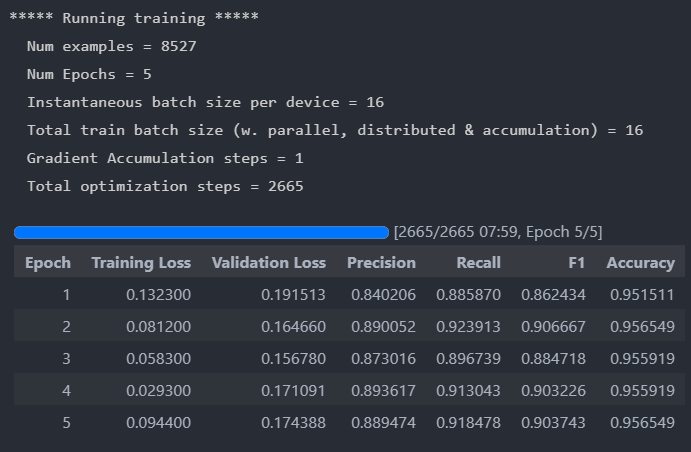 ***** Running training *****
Num examples = 8527
Num Epochs = 5
Instantaneous batch size per device = 16
Total train batch size (w. parallel, distributed & accumulation) = 16
Gradient Accumulation steps = 1
Total optimization steps = 2665
[2665/2665 07:59, Epoch 5/5]
Epoch Training Loss Validation Loss Precision Recall F1 Accuracy
1 0.132300 0.191513 0.840206 0.885870 0.862434 0.951511
2 0.081200 0.164660 0.890052 0.923913 0.906667 0.956549
3 0.058300 0.156780 0.873016 0.896739 0.884718 0.955919
4 0.029300 0.171091 0.893617 0.913043 0.903226 0.955919
5 0.094400 0.174388 0.889474 0.918478 0.903743 0.956549